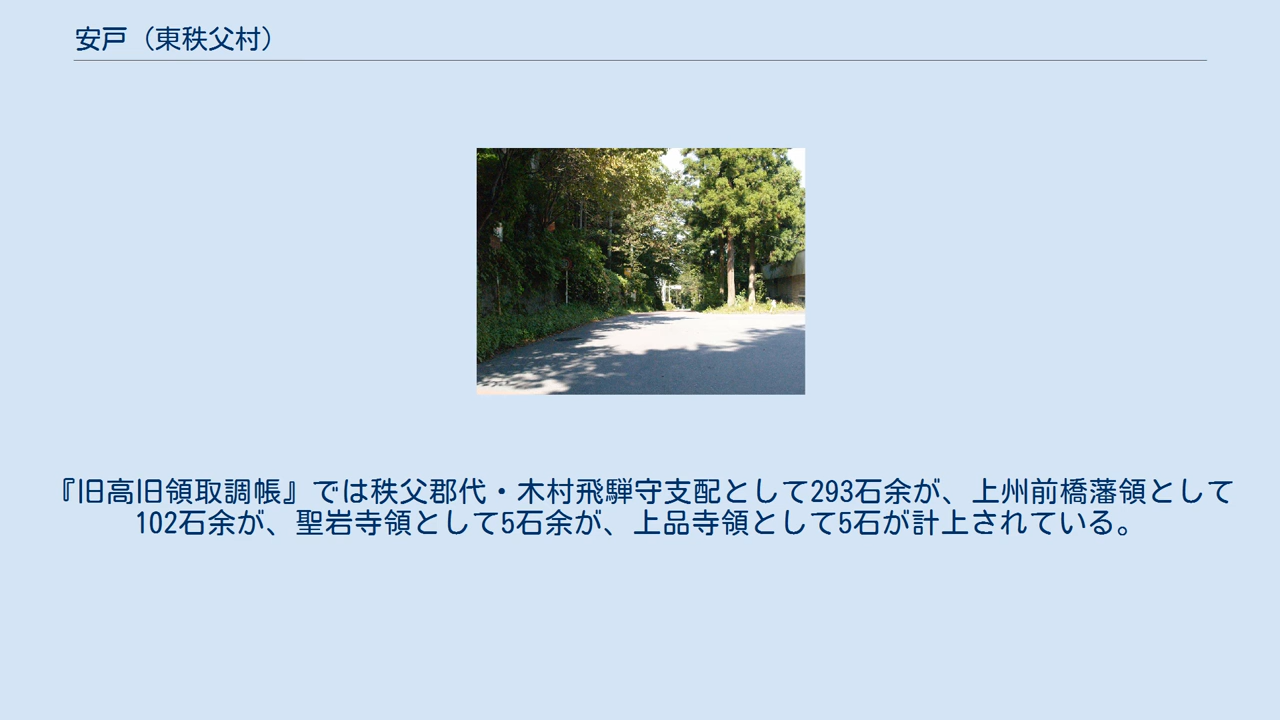 安戸（東秩父村）
『旧高旧領取調帳』では秩父郡代・木村飛騨守支配として293石余が、上州前橋藩領として
102石余が、聖岩寺領として5石余が、上品寺領として5石が計上されている。